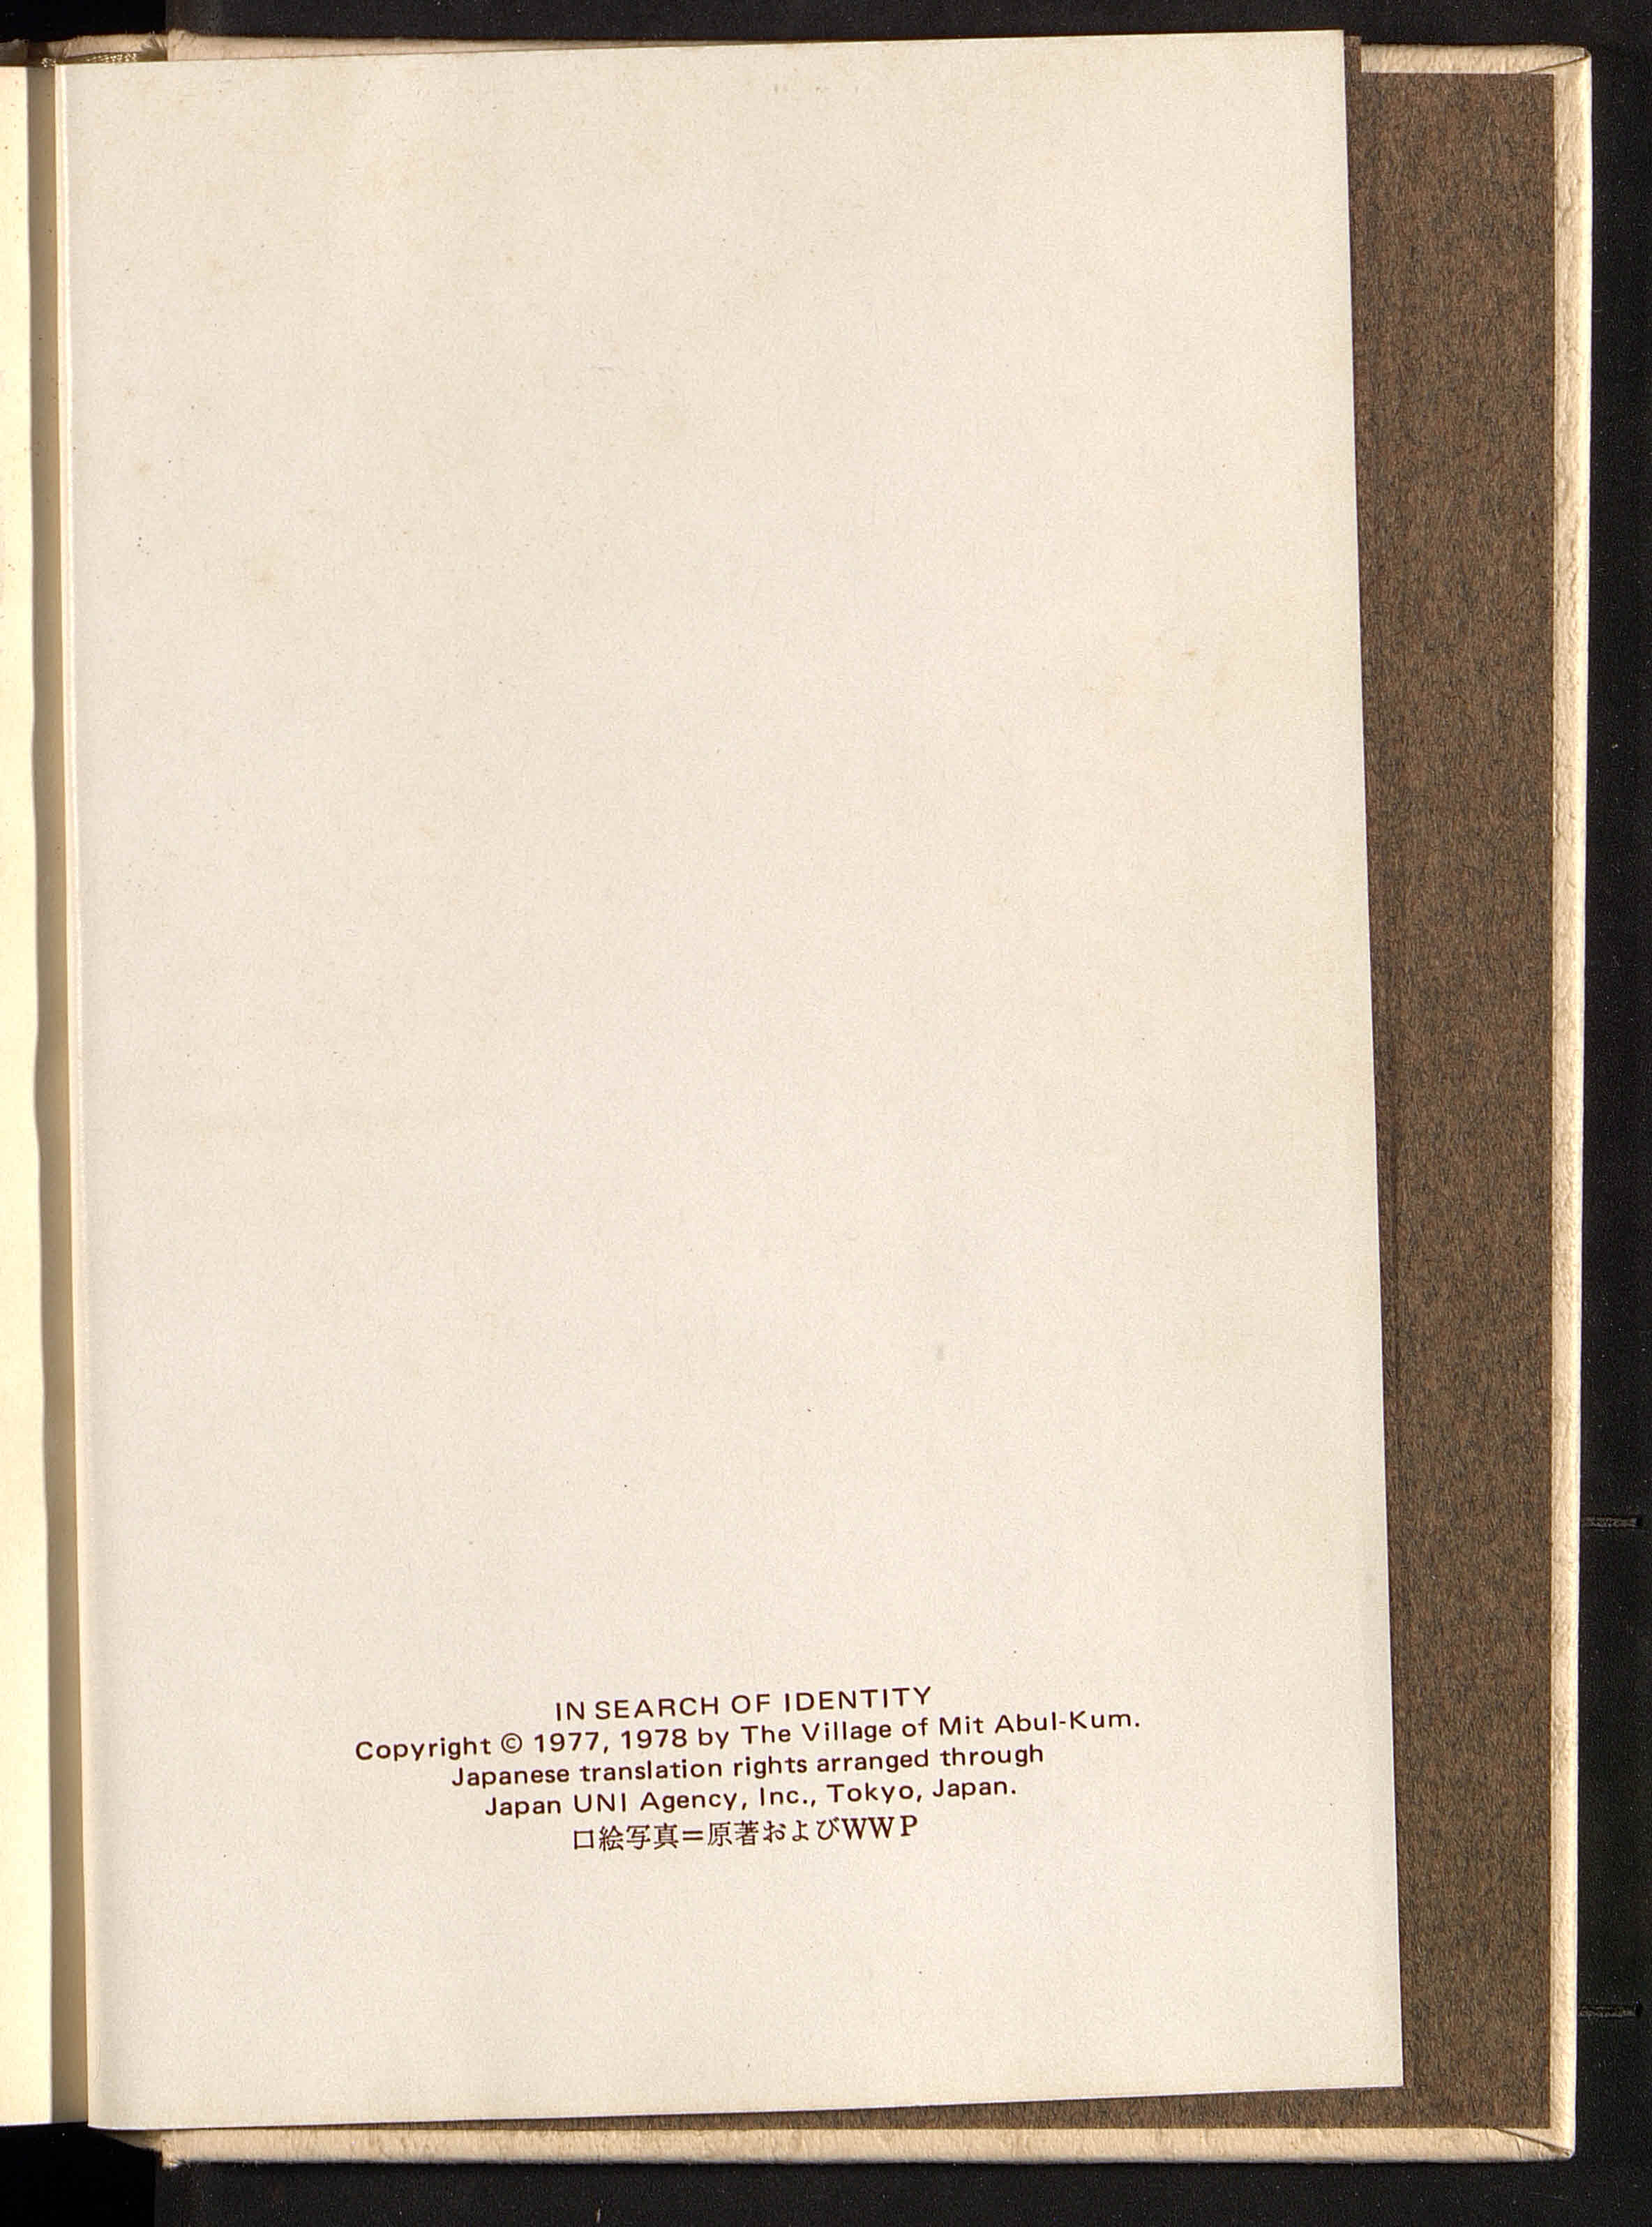 IN SEARCH OF IDENTITY
Copyright © 1977, 1978 by The Village of Mit Abul-Kum.
Japanese translation rights arranged through
Japan UNI Agency, Inc., Tokyo, Japan.
口絵写真=原著およびWWP